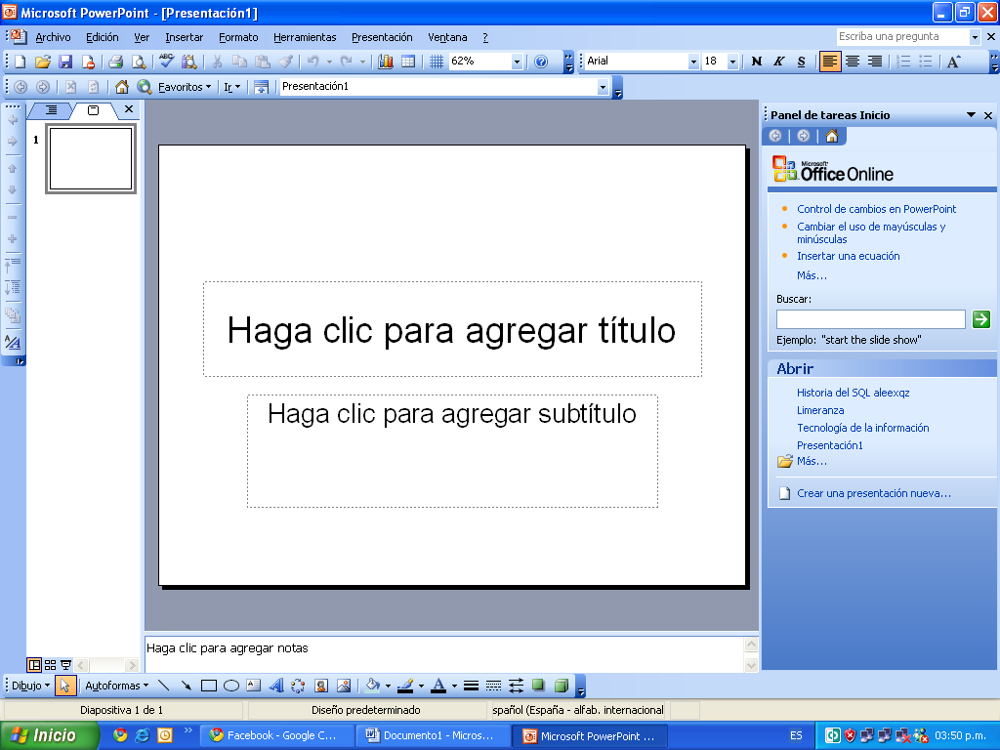 Microsoft PowerPoint - [Presentación1]
Archivo Edición Ver Insertar Formato Herramientas Presentación Ventana ? Escriba una pregunta
ABC 62% Arial 18 N K S A
Favoritos Ir Presentación1
1
Haga clic para agregar título
Haga clic para agregar subtítulo
Haga clic para agregar notas
Panel de tareas Inicio
Microsoft
Office Online
Control de cambios en PowerPoint
Cambiar el uso de mayúsculas y
minúsculas
Insertar una ecuación
Más...
Buscar:
Ejemplo: "start the slide show"
Abrir
Historia del SQL aleexqz
Limeranza
Tecnología de la información
Presentación1
Más...
Crear una presentación nueva...
Dibujo Autoformas A
Diapositiva 1 de 1 Diseño predeterminado spañol (España - alfab. internacional
Inicio Facebook - Google C... Documento1 - Micros... Microsoft PowerPoint ... ES 03:50 p.m.